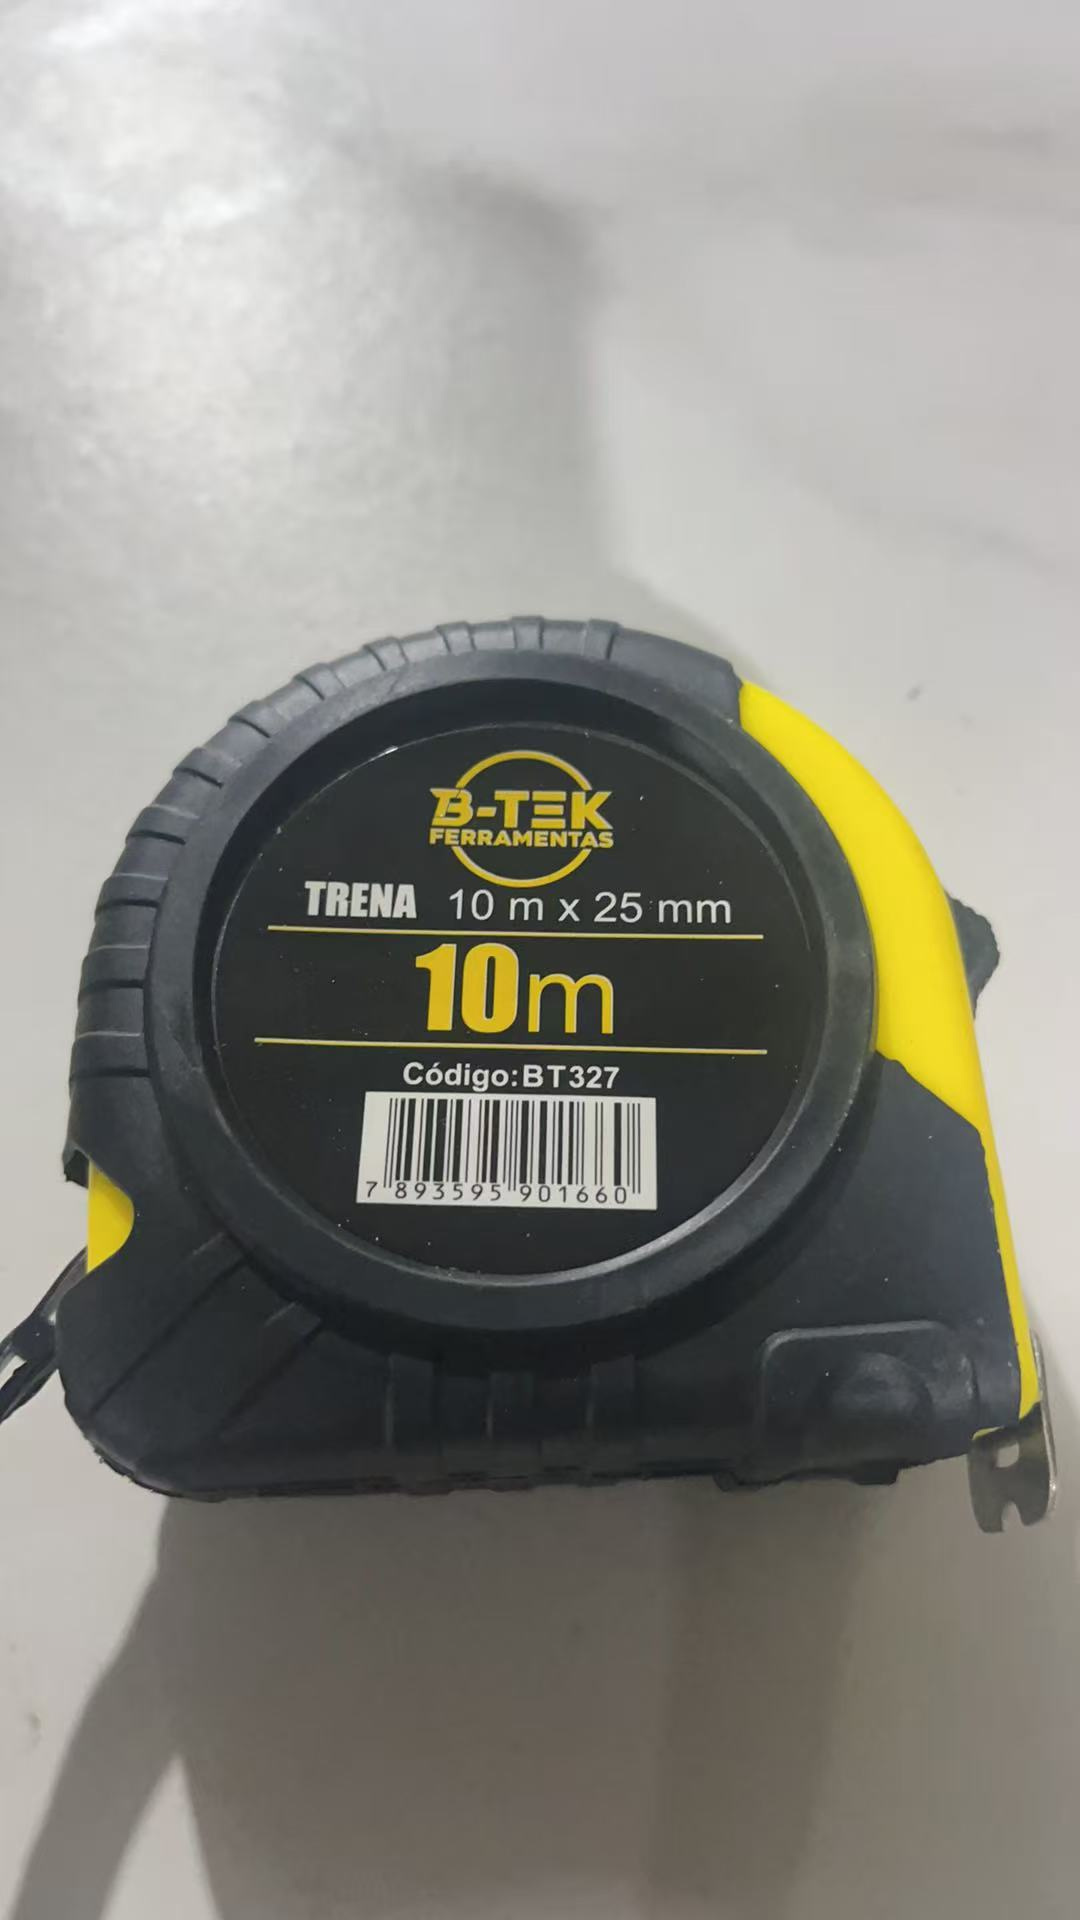 B-TEK
FERRAMENTAS
TRENA 10 m x 25 mm
10m
Código:BT327
7 893595 901660